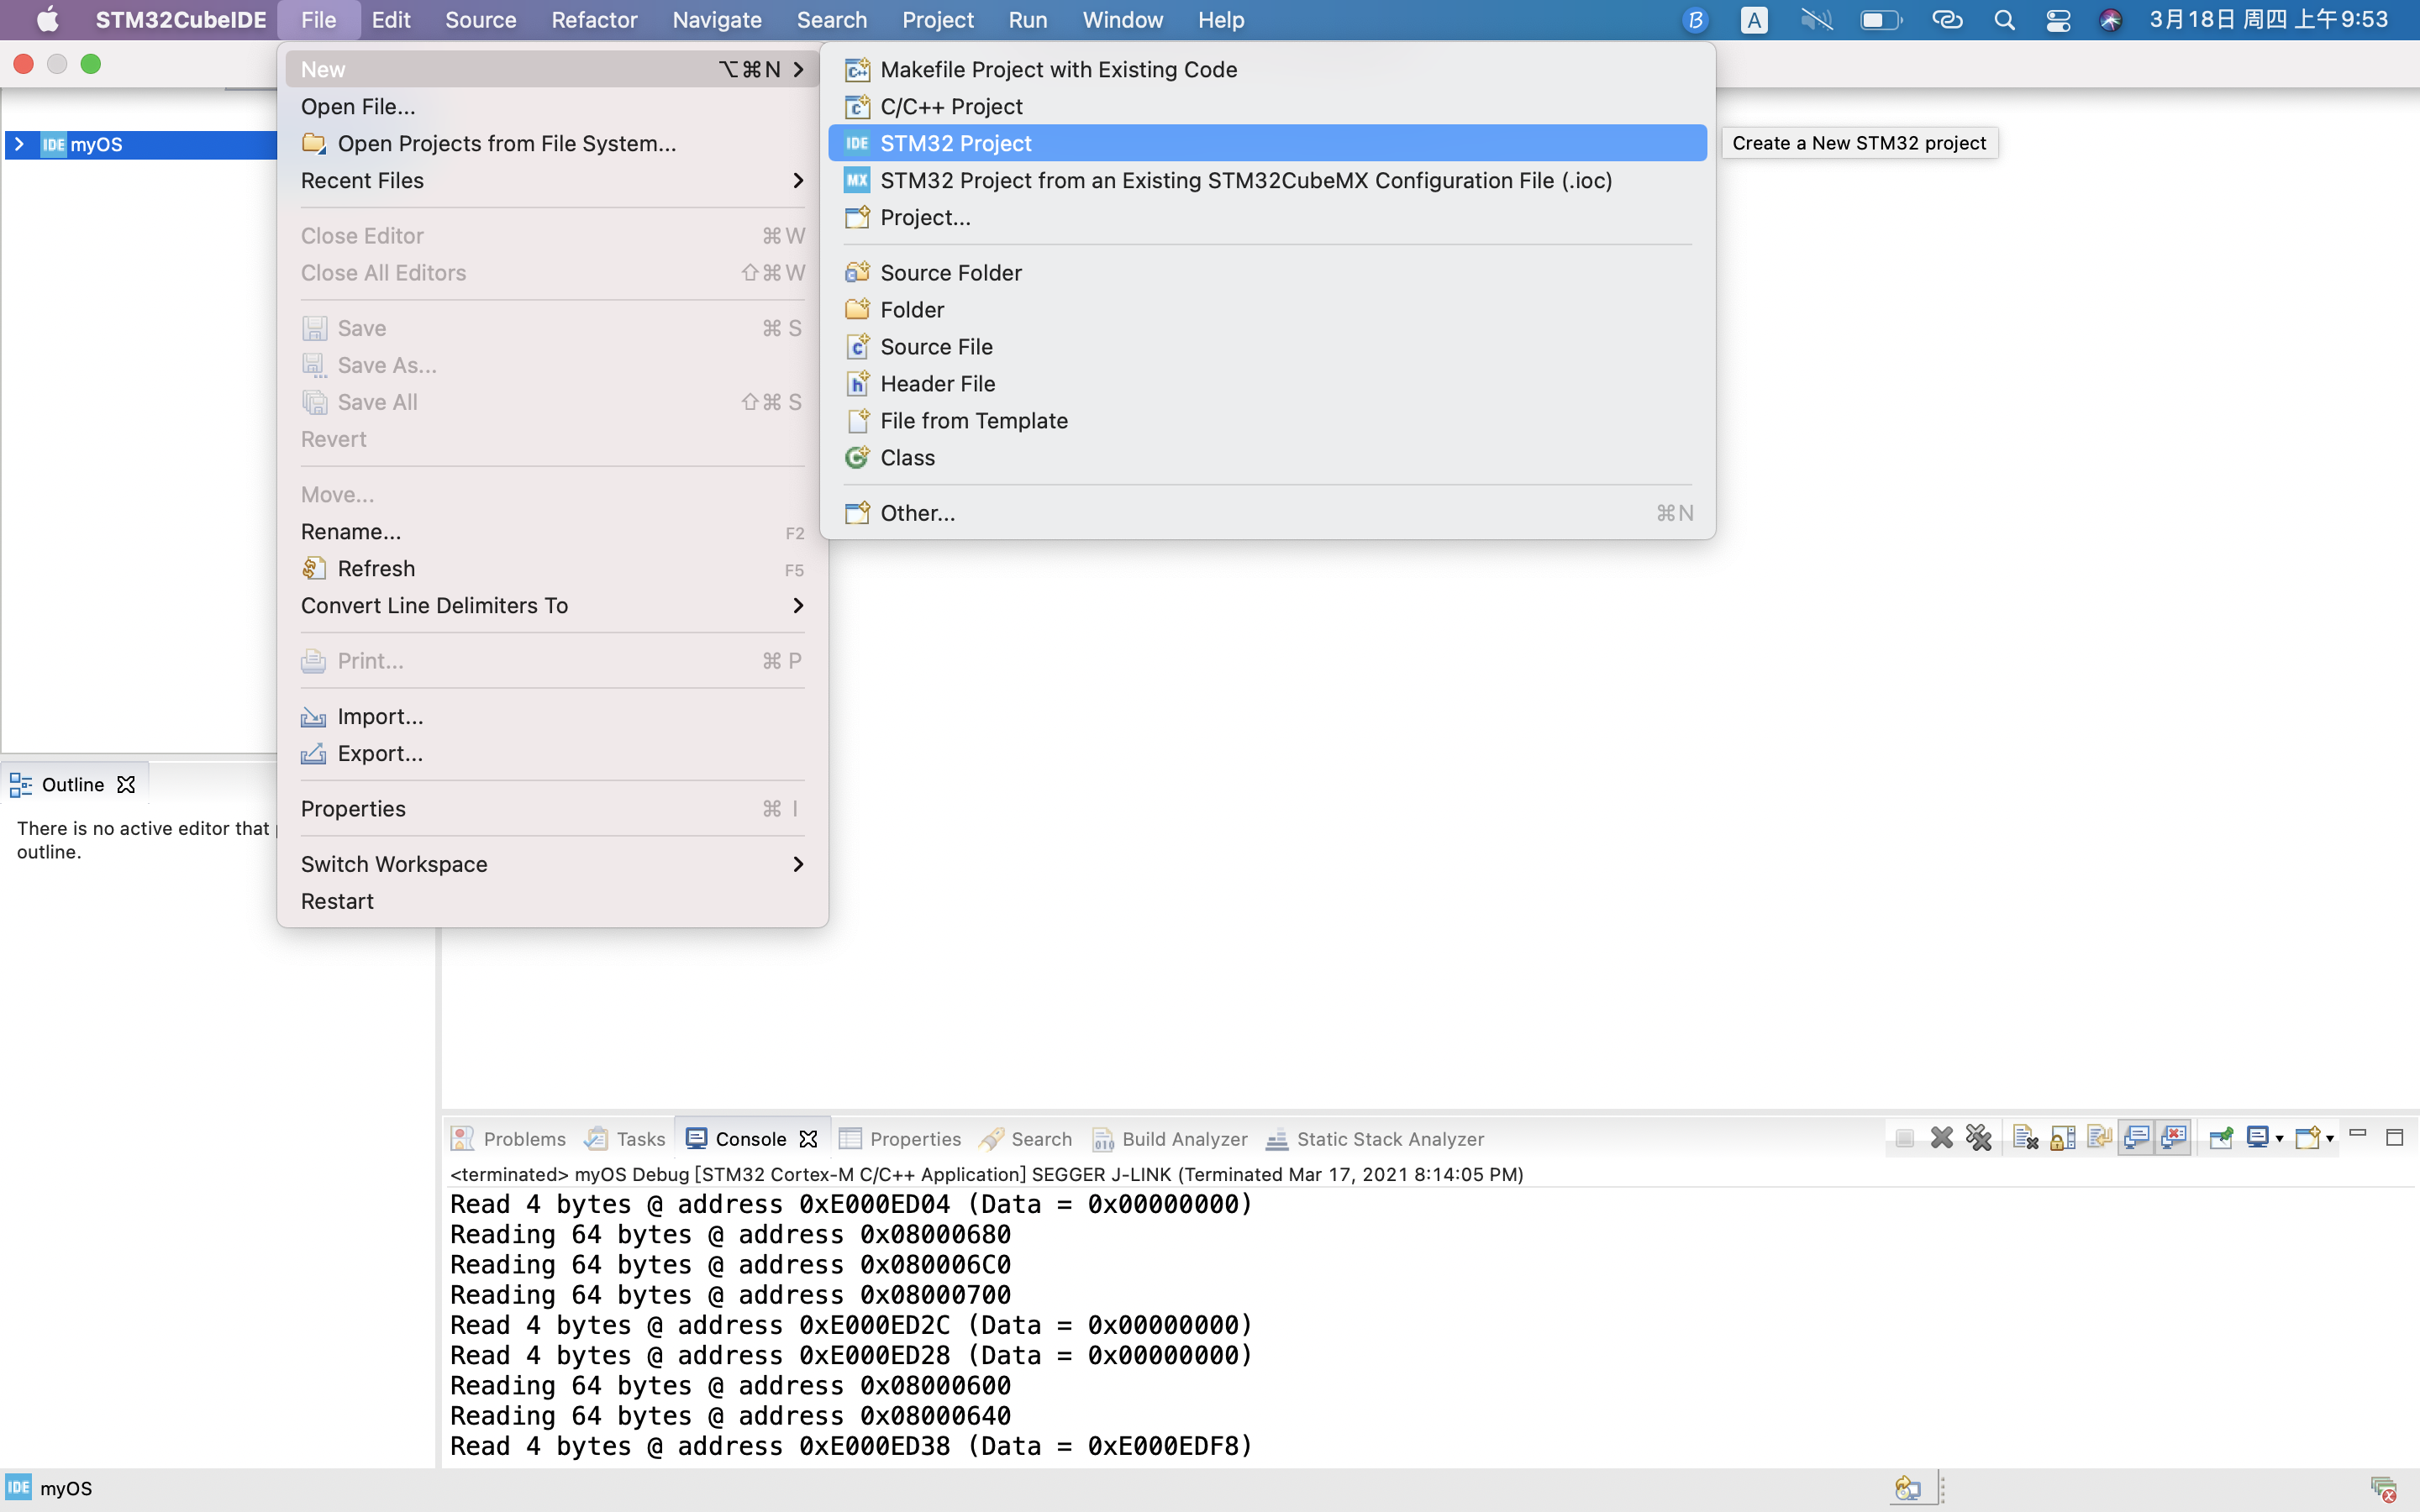 STM32CubeIDE File Edit Source Refactor Navigate Search Project Run Window Help A 3月18日 周四 上午9:53
New ⌥⌘N
Open File...
Open Projects from File System...
Recent Files
Close Editor ⌘W
Close All Editors ⇧⌘W
Save ⌘S
Save As...
Save All ⇧⌘S
Revert
Move...
Rename... F2
Refresh F5
Convert Line Delimiters To
Print... ⌘P
Import...
Export...
Properties ⌘I
Switch Workspace
Restart
Makefile Project with Existing Code
C/C++ Project
IDE STM32 Project
MX STM32 Project from an Existing STM32CubeMX Configuration File (.ioc)
Project...
Source Folder
Folder
Source File
Header File
File from Template
Class
Other... ⌘N
Create a New STM32 project
IDE myOS
Outline
There is no active editor that
outline.
Problems Tasks Console Properties Search Build Analyzer Static Stack Analyzer
<terminated> myOS Debug [STM32 Cortex-M C/C++ Application] SEGGER J-LINK (Terminated Mar 17, 2021 8:14:05 PM)
Read 4 bytes @ address 0xE000ED04 (Data = 0x00000000)
Reading 64 bytes @ address 0x08000680
Reading 64 bytes @ address 0x080006C0
Reading 64 bytes @ address 0x08000700
Read 4 bytes @ address 0xE000ED2C (Data = 0x00000000)
Read 4 bytes @ address 0xE000ED28 (Data = 0x00000000)
Reading 64 bytes @ address 0x08000600
Reading 64 bytes @ address 0x08000640
Read 4 bytes @ address 0xE000ED38 (Data = 0xE000EDF8)
IDE myOS